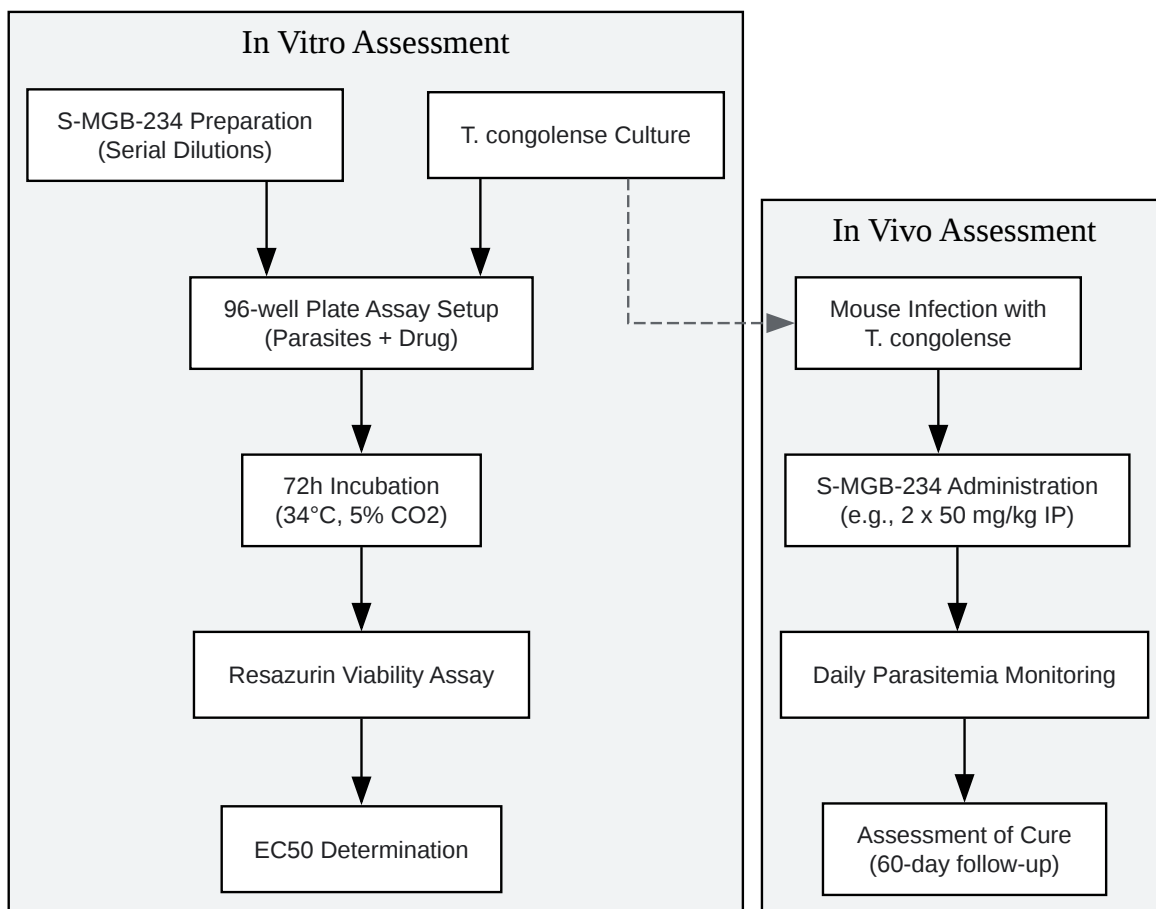 In Vitro Assessment
S-MGB-234 Preparation
(Serial Dilutions)
T. congolense Culture
96-well Plate Assay Setup
(Parasites + Drug)
72h Incubation
(34°C, 5% CO2)
Resazurin Viability Assay
EC50 Determination
In Vivo Assessment
Mouse Infection with
T. congolense
S-MGB-234 Administration
(e.g., 2 x 50 mg/kg IP)
Daily Parasitemia Monitoring
Assessment of Cure
(60-day follow-up)